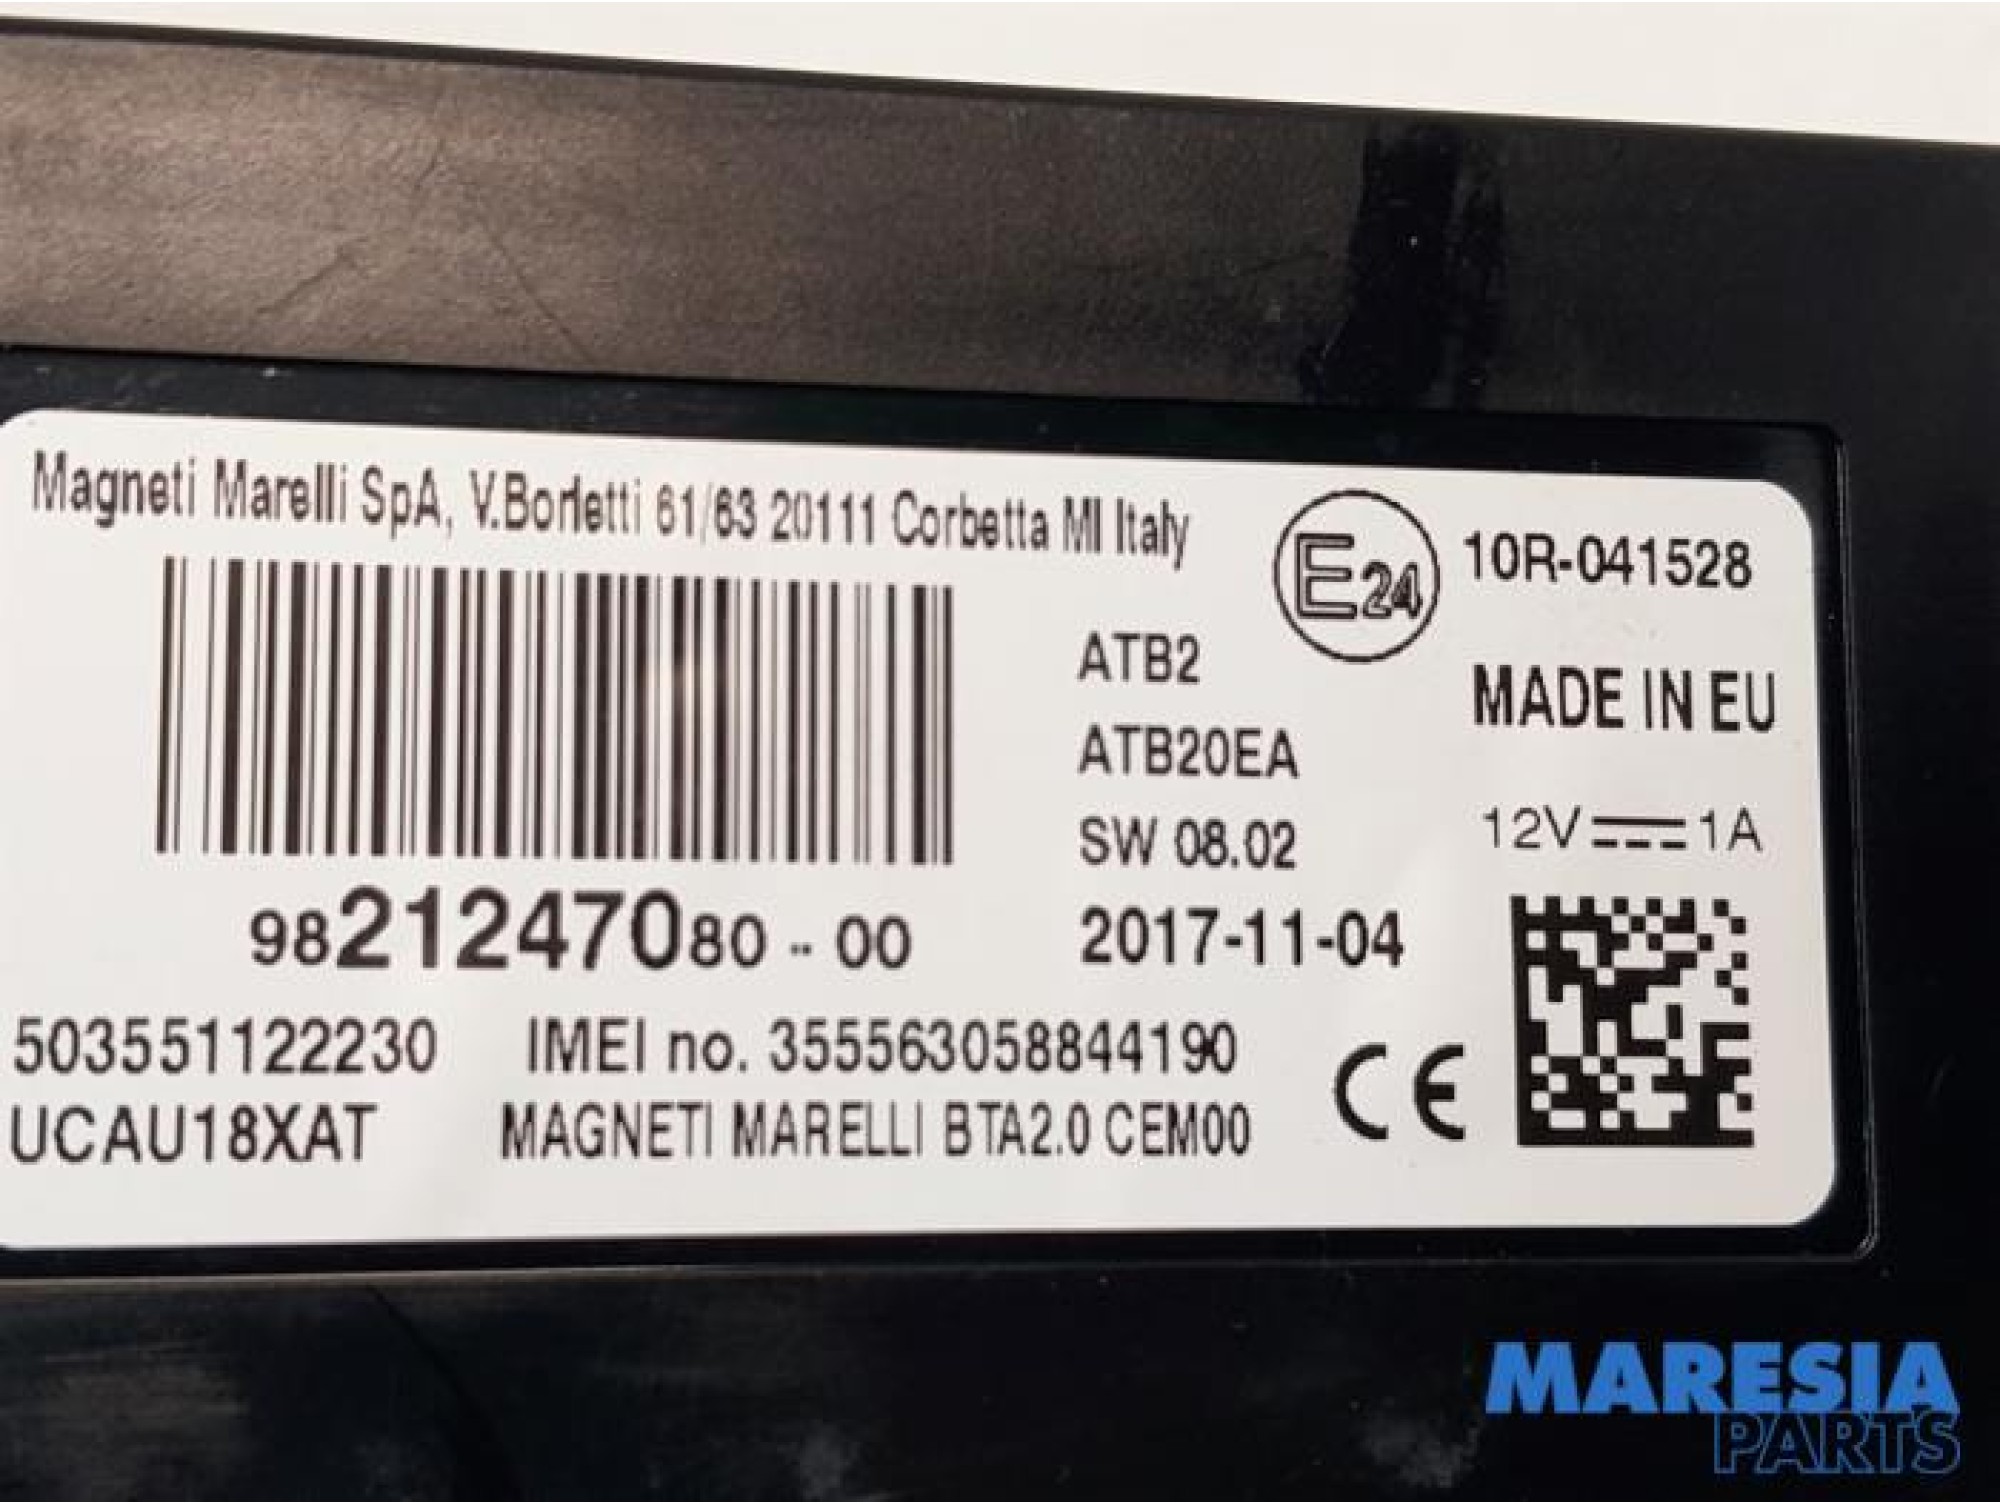 Magneti Marelli SpA, V.Borletti 61/63 20111 Corbetta MI Italy
E24 10R-041528
ATB2
MADE IN EU
ATB20EA
12V 1A
SW 08.02
9821247080-00
2017-11-04
503551122230 IMEI no. 355563058844190
UCAU18XAT MAGNETI MARELLI BTA2.0 CEM00
CE
MARESIA
PARTS